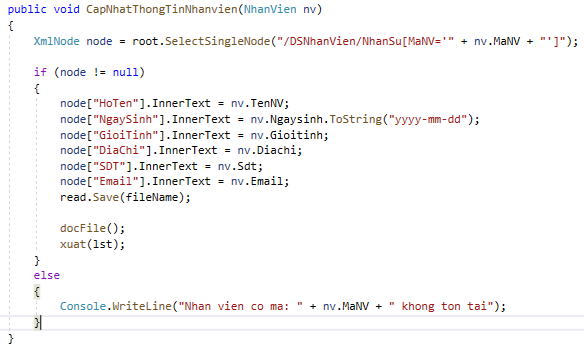 public void CapNhatThongTinNhanvien(NhanVien nv)
{
XmlNode node = root.SelectSingleNode("/DSNhanVien/NhanSu[MaNV='" + nv.MaNV + "']");
if (node != null)
{
node["HoTen"].InnerText = nv.TenNV;
node["NgaySinh"].InnerText = nv.Ngaysinh.ToString("yyyy-mm-dd");
node["GioiTinh"].InnerText = nv.Gioitinh;
node["DiaChi"].InnerText = nv.Diachi;
node["SDT"].InnerText = nv.Sdt;
node["Email"].InnerText = nv.Email;
read.Save(fileName);
docFile();
xuat(lst);
}
else
{
Console.WriteLine("Nhan vien co ma: " + nv.MaNV + " khong ton tai");
}
}